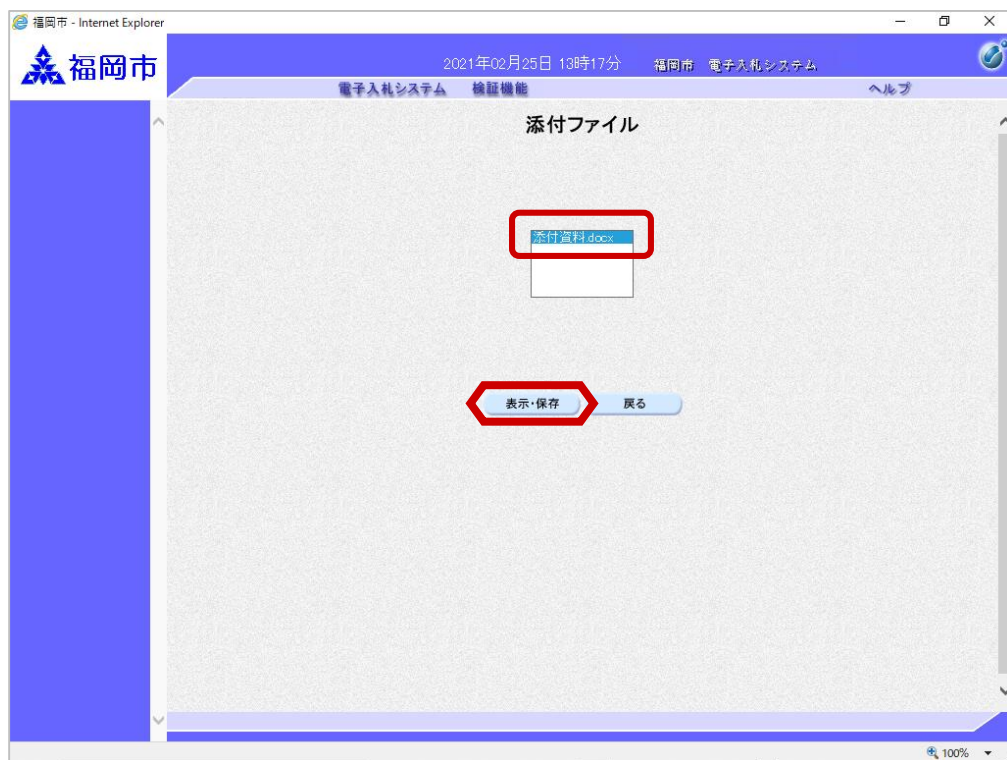 福岡市 - Internet Explorer
福岡市
2021年02月25日 13時17分 福岡市 電子入札システム
電子入札システム 検証機能 ヘルプ
添付ファイル
添付資料.docx
表示・保存 戻る
100%